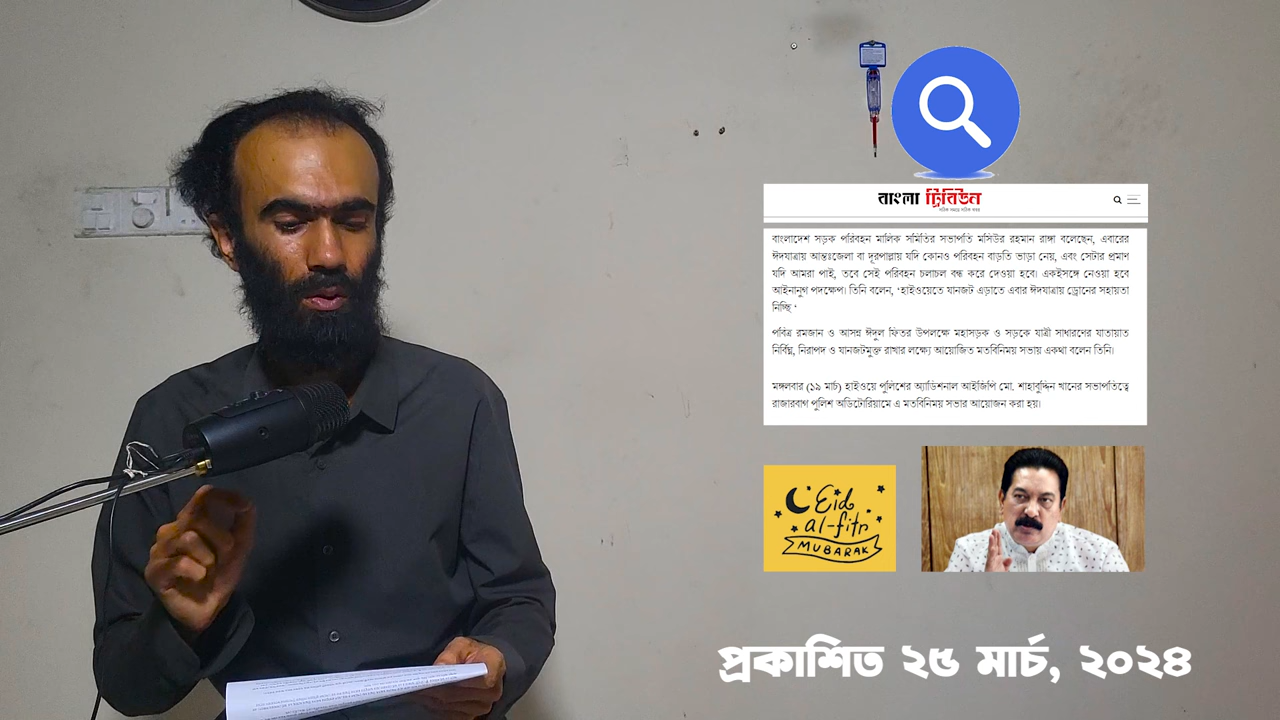 বাংলা ট্রিবিউন
সঠিক সময়ে সঠিক খবর
বাংলাদেশ সড়ক পরিবহন মালিক সমিতির সভাপতি মসিউর রহমান রাঙ্গা বলেছেন, এবারের
ঈদযাত্রায় আন্তঃজেলা বা দূরপাল্লায় যদি কোনও পরিবহন বাড়তি ভাড়া নেয়, এবং সেটার প্রমাণ
যদি আমরা পাই, তবে সেই পরিবহন চলাচল বন্ধ করে দেওয়া হবে। একইসঙ্গে নেওয়া হবে
আইনানুগ পদক্ষেপ। তিনি বলেন, ‘হাইওয়েতে যানজট এড়াতে এবার ঈদযাত্রায় ড্রোনের সহায়তা
নিচ্ছি ‘
পবিত্র রমজান ও আসন্ন ঈদুল ফিতর উপলক্ষে মহাসড়ক ও সড়কে যাত্রী সাধারণের যাতায়াত
নির্বিঘ্ন, নিরাপদ ও যানজটমুক্ত রাখার লক্ষ্যে আয়োজিত মতবিনিময় সভায় একথা বলেন তিনি।
মঙ্গলবার (১৯ মার্চ) হাইওয়ে পুলিশের অ্যাডিশনাল আইজিপি মো. শাহাবুদ্দিন খানের সভাপতিত্বে
রাজারবাগ পুলিশ অডিটোরিয়ামে এ মতবিনিময় সভার আয়োজন করা হয়।
Eid
al-fitr
MUBARAK
প্রকাশিত ২৫ মার্চ, ২০২৪